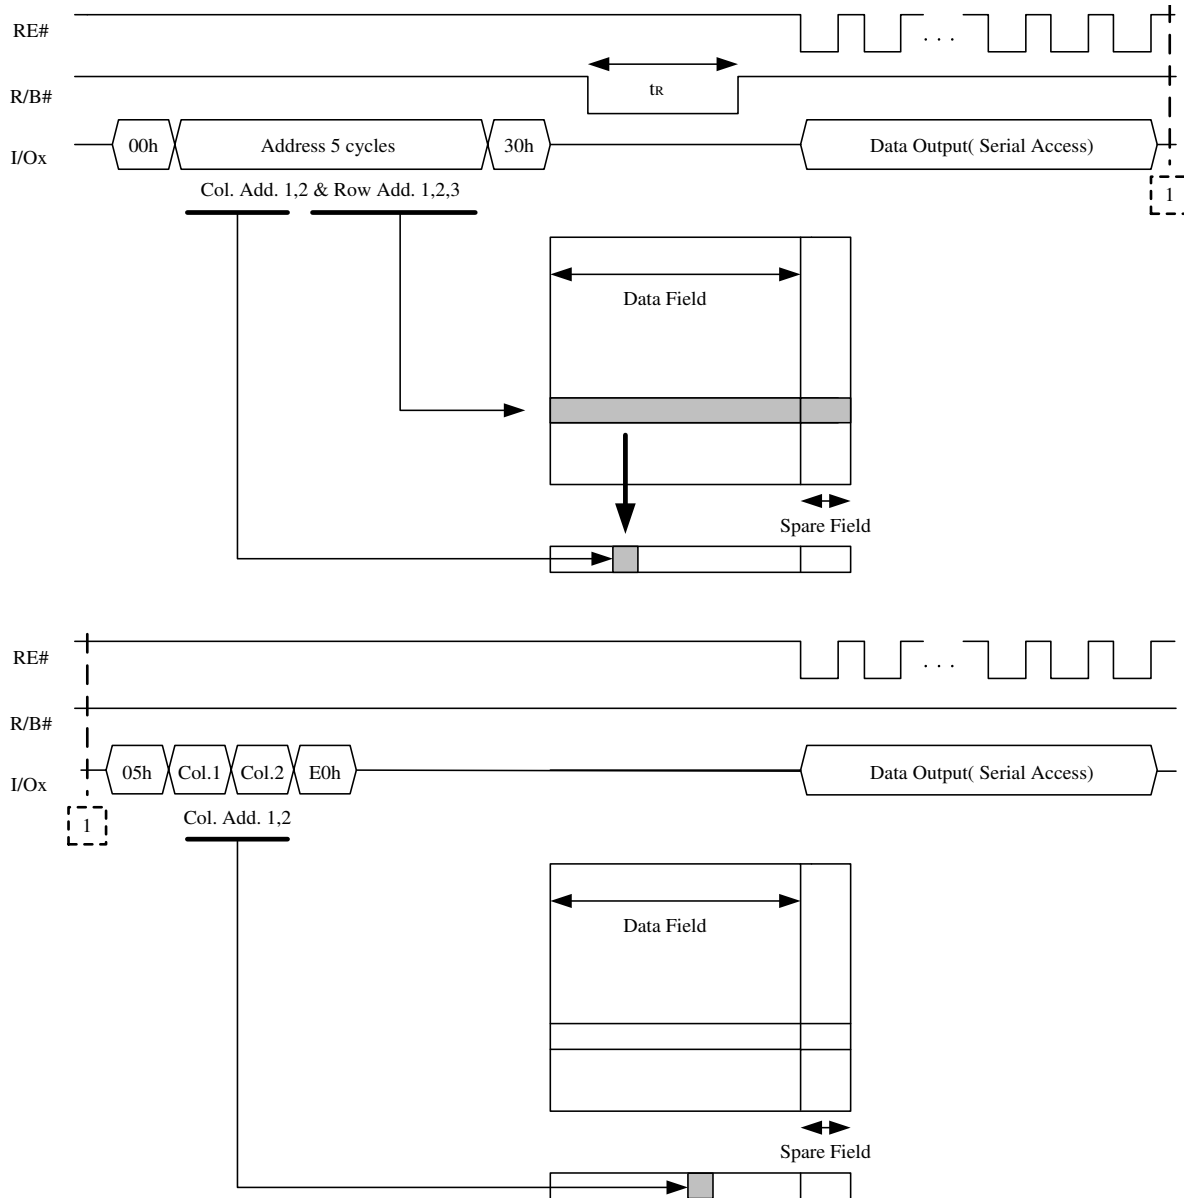 RE#
. . .
R/B#
tR
I/Ox
00h
Address 5 cycles
30h
Data Output( Serial Access)
Col. Add. 1,2 & Row Add. 1,2,3
1
Data Field
Spare Field
RE#
. . .
R/B#
I/Ox
05h
Col.1
Col.2
E0h
Data Output( Serial Access)
1
Col. Add. 1,2
Data Field
Spare Field